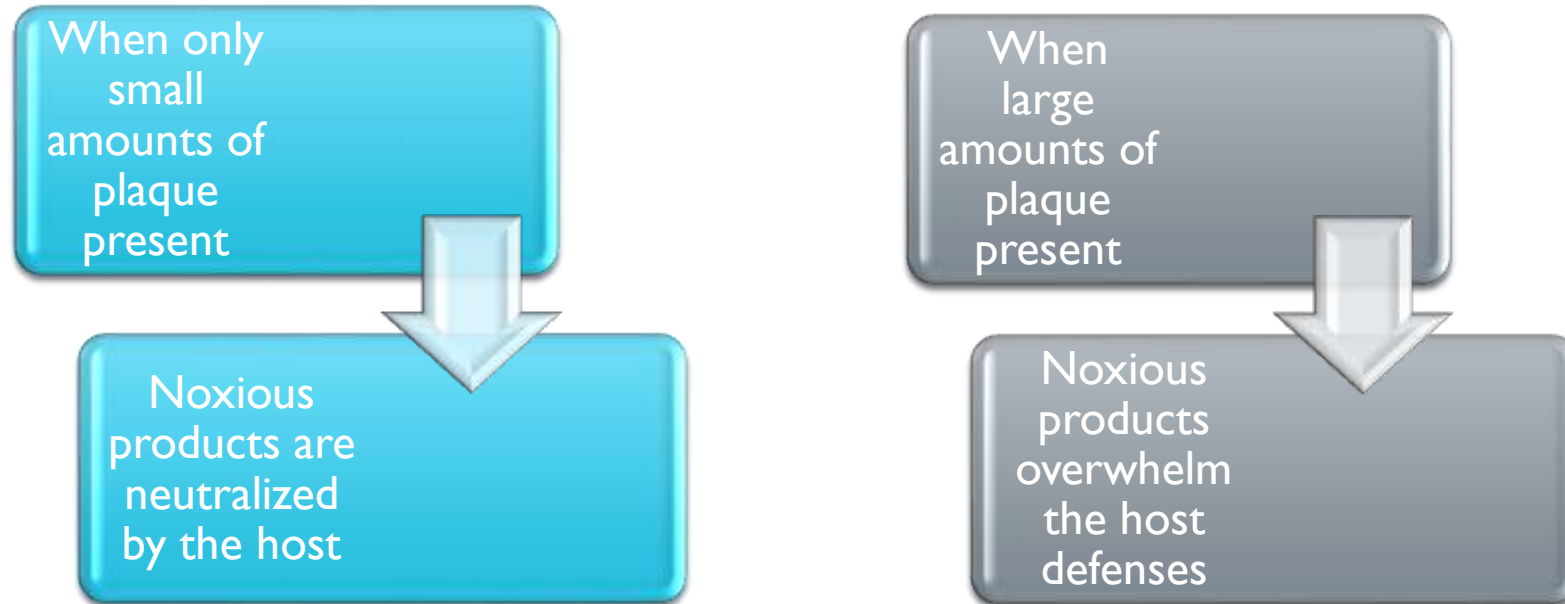 When only
small
amounts of
plaque
present
Noxious
products are
neutralized
by the host
When
large
amounts of
plaque
present
Noxious
products
overwhelm
the host
defenses